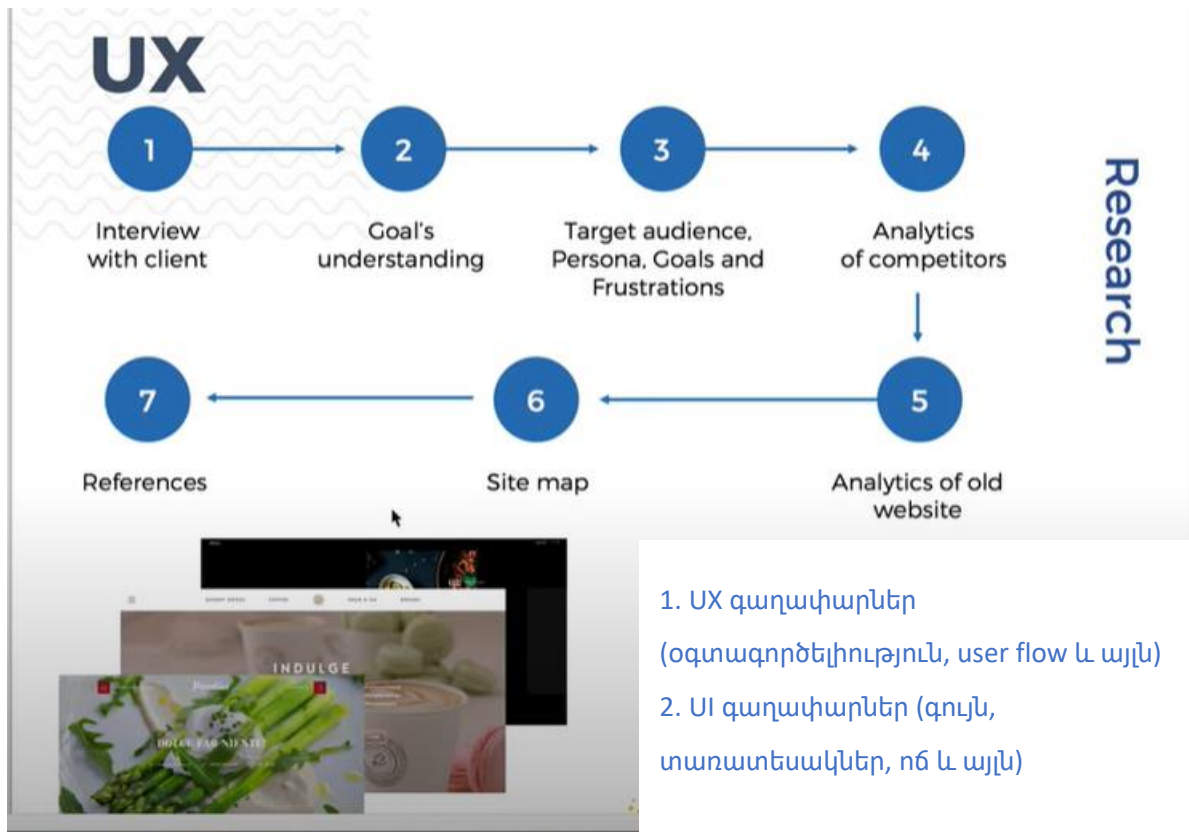 UX
1
2
3
4
Interview
with client
Goal's
understanding
Target audience,
Persona, Goals and
Frustrations
Analytics
of competitors
Research
7
6
5
References
Site map
Analytics of old
website
INDULGE
DOLCE FAR NIENTE!
1. UX գաղափարներ
(օգտագործելիություն, user flow և այլն)
2. UI գաղափարներ (գույն,
տառատեսակներ, ոճ և այլն)